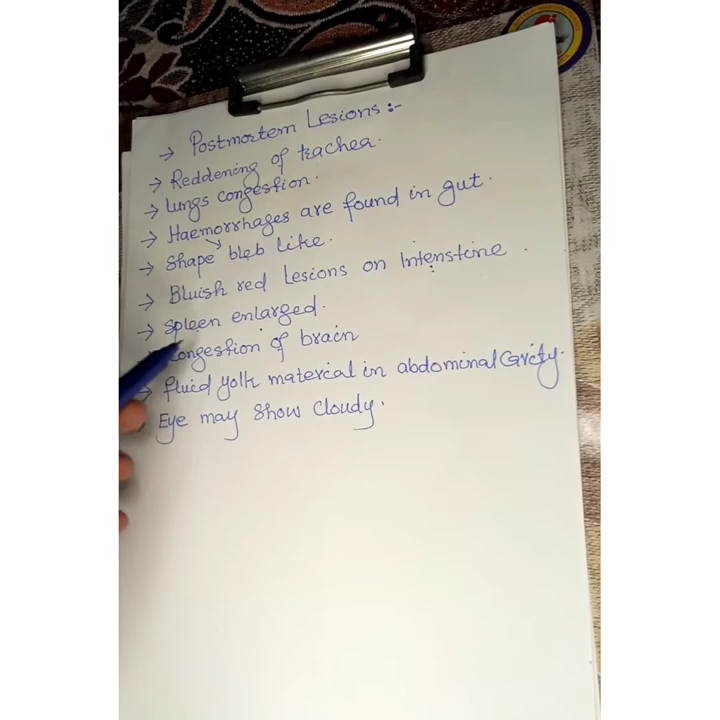 → Postmortem Lesions :-
→ Reddening of trachea.
→ Lungs congestion.
→ Haemorrhages are found in gut.
→ Shape bleb like.
→ Bluish red Lesions on Intenstine.
→ Spleen enlarged.
→ Congestion of brain
→ fluid yolk material in abdominal Cavity.
Eye may Show Cloudy.